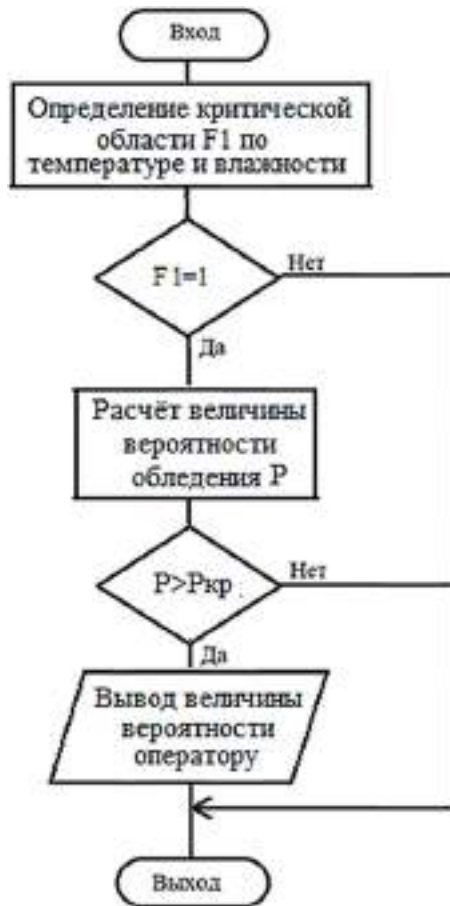 Вход
Определение критической
области F1 по
температуре и влажности
F1=1
Нет
Да
Расчёт величины
вероятности
обледения P
P>Pкр
Нет
Да
Вывод величины
вероятности
оператору
Выход